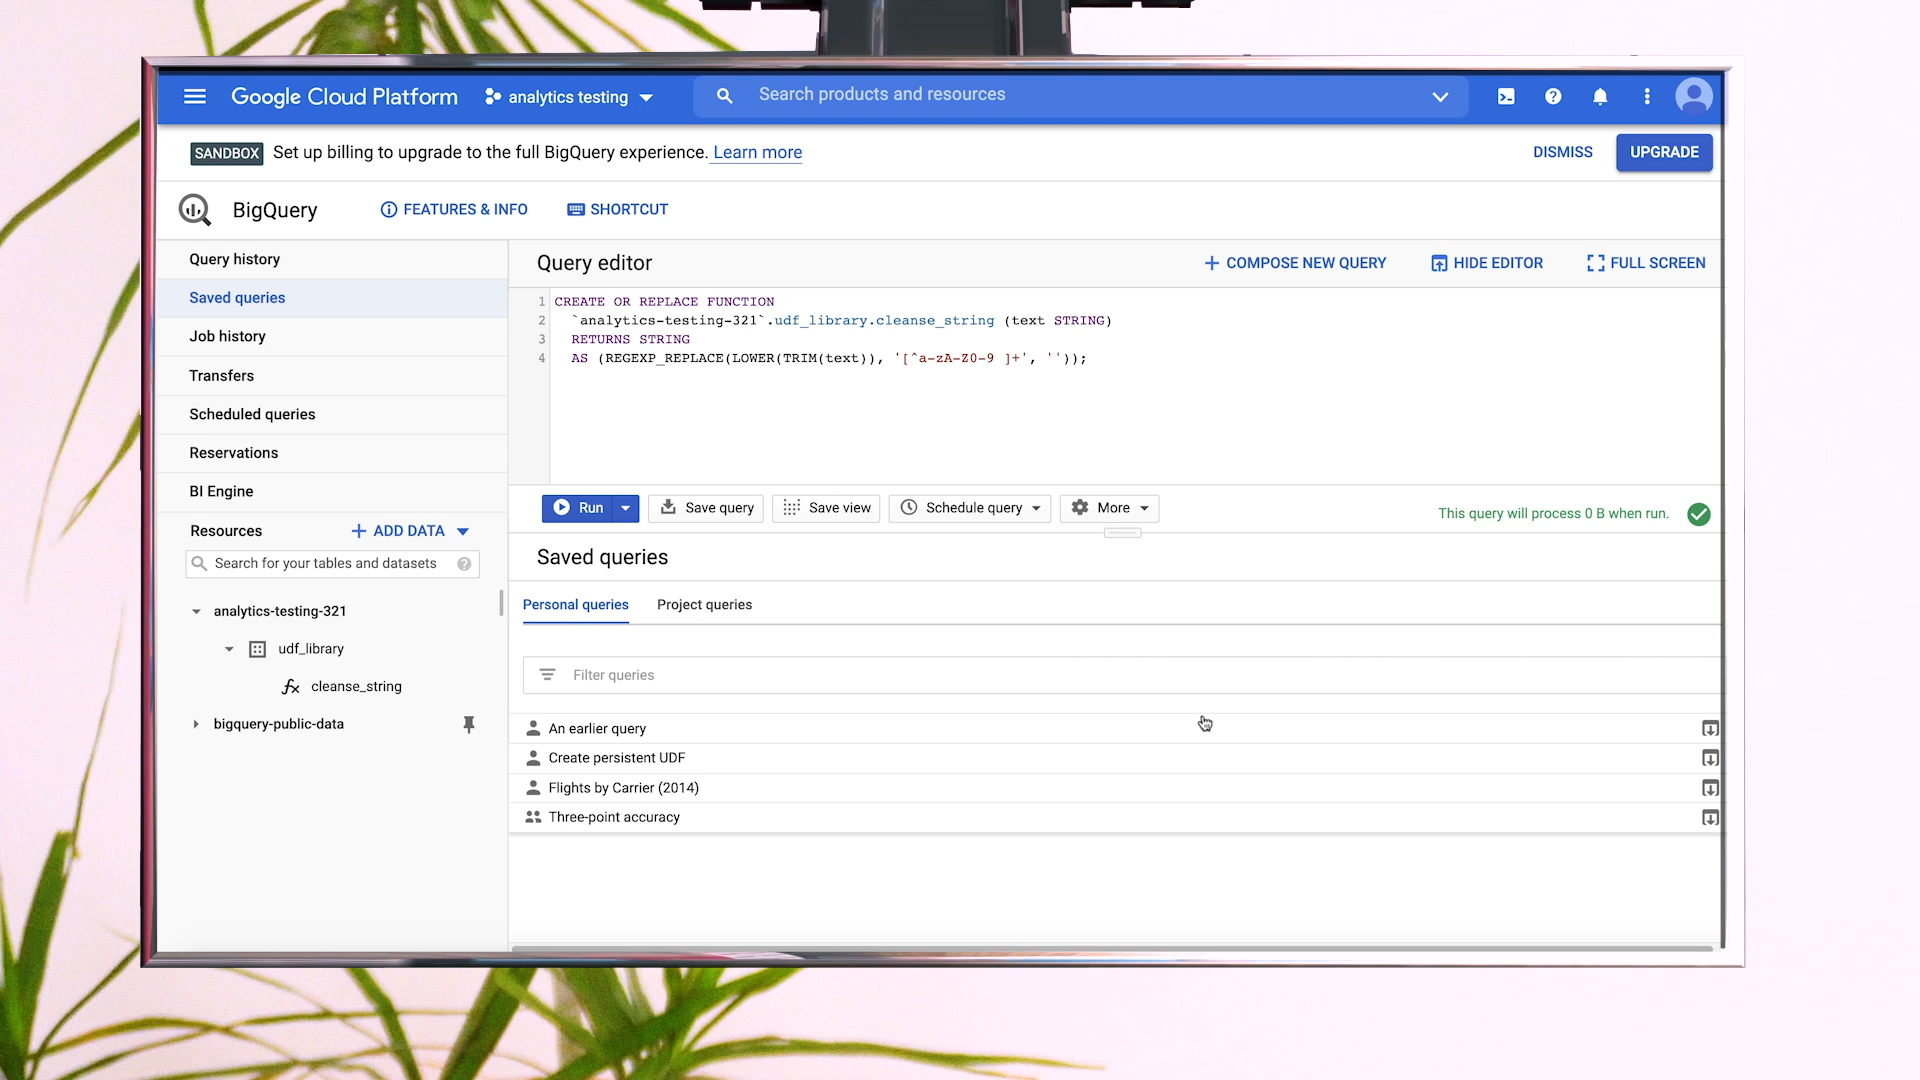 Google Cloud Platform
analytics testing
Search products and resources
SANDBOX Set up billing to upgrade to the full BigQuery experience. Learn more
DISMISS
UPGRADE
BigQuery
FEATURES & INFO
SHORTCUT
Query history
Saved queries
Job history
Transfers
Scheduled queries
Reservations
BI Engine
Resources
ADD DATA
Search for your tables and datasets
analytics-testing-321
udf_library
fx cleanse_string
bigquery-public-data
Query editor
COMPOSE NEW QUERY
HIDE EDITOR
FULL SCREEN
1 CREATE OR REPLACE FUNCTION
2 `analytics-testing-321`.udf_library.cleanse_string (text STRING)
3 RETURNS STRING
4 AS (REGEXP_REPLACE(LOWER(TRIM(text)), '[^a-zA-Z0-9 ]+', ''));
Run
Save query
Save view
Schedule query
More
This query will process 0 B when run.
Saved queries
Personal queries
Project queries
Filter queries
An earlier query
Create persistent UDF
Flights by Carrier (2014)
Three-point accuracy